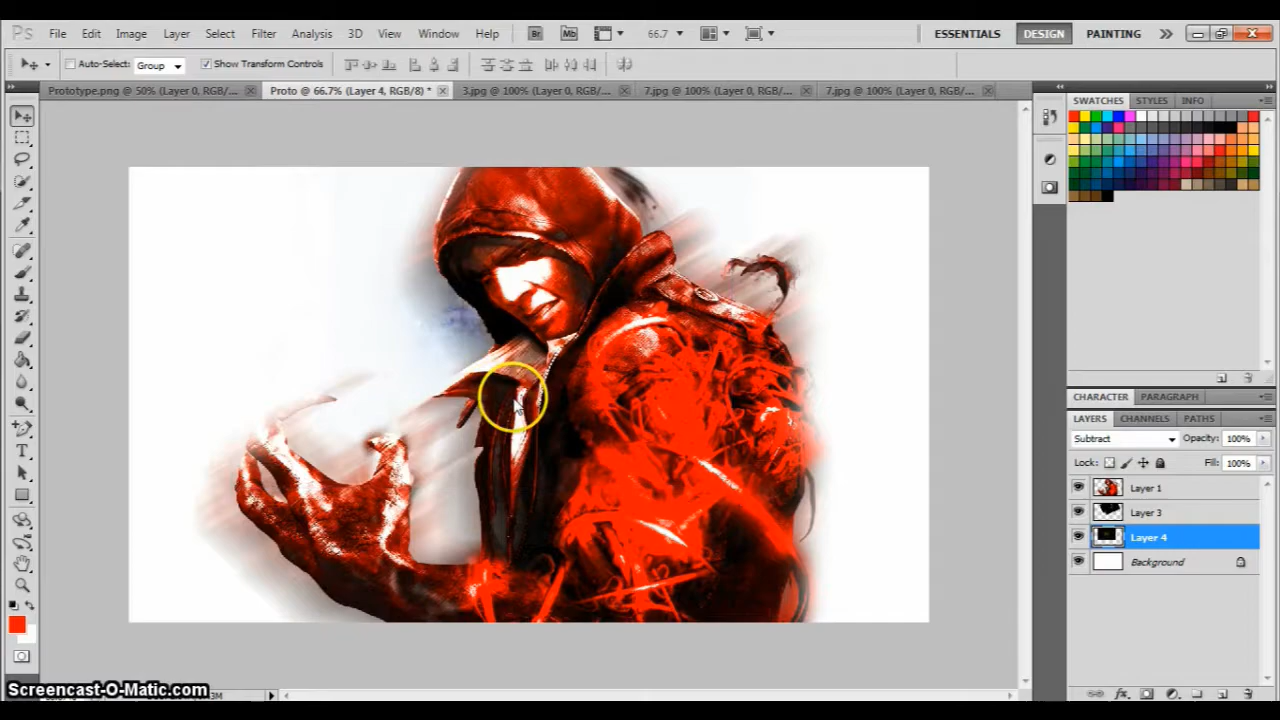 Ps File Edit Image Layer Select Filter Analysis 3D View Window Help Br Mb 66.7 ESSENTIALS DESIGN PAINTING
Auto-Select: Group Show Transform Controls
Prototype.png @ 50% (Layer 0, RGB/... Proto @ 66.7% (Layer 4, RGB/8) * 3.jpg @ 100% (Layer 0, RGB/... 7.jpg @ 100% (Layer 0, RGB/... 7.jpg @ 100% (Layer 0, RGB/...
SWATCHES STYLES INFO
CHARACTER PARAGRAPH
LAYERS CHANNELS PATHS
Subtract Opacity: 100%
Lock: Fill: 100%
Layer 1
Layer 3
Layer 4
Background
Screencast-O-Matic.com